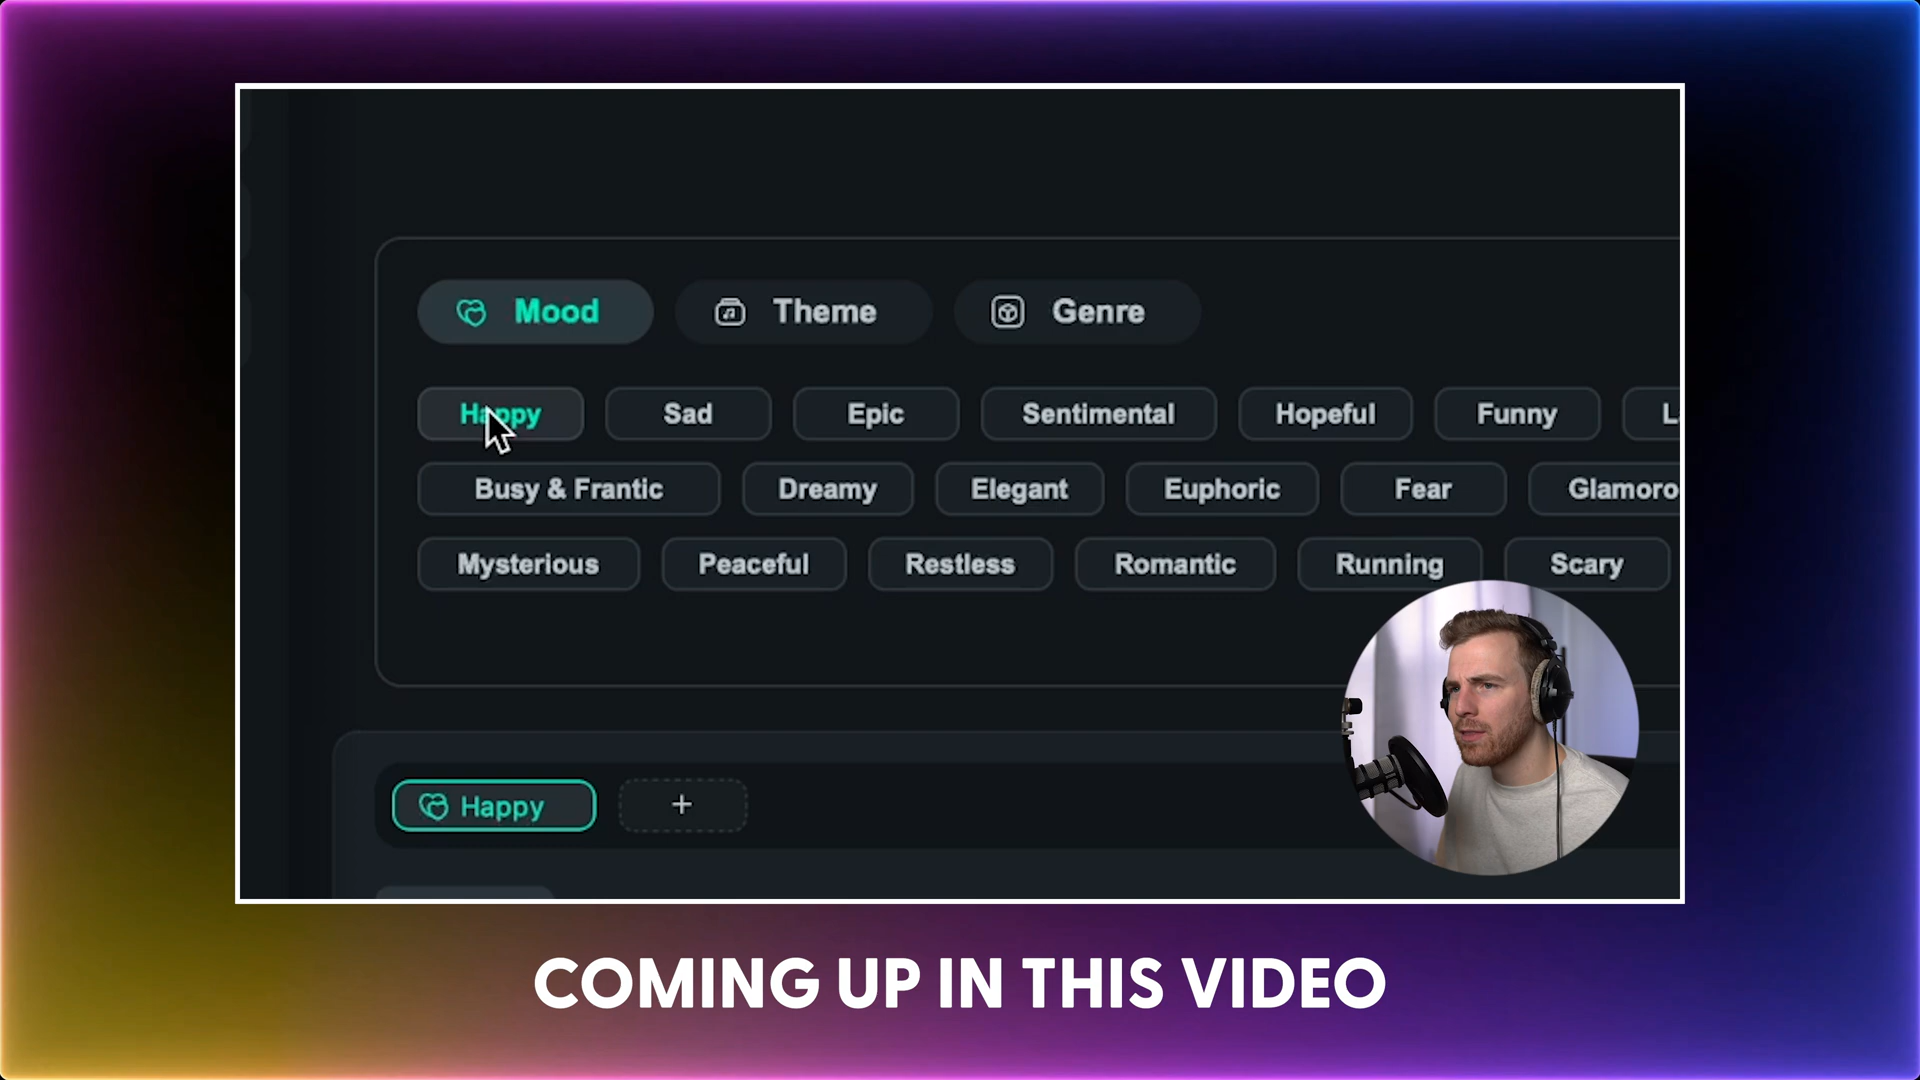 Mood Theme Genre
Happy Sad Epic Sentimental Hopeful Funny
Busy & Frantic Dreamy Elegant Euphoric Fear
Mysterious Peaceful Restless Romantic Running Scary
Happy +
COMING UP IN THIS VIDEO